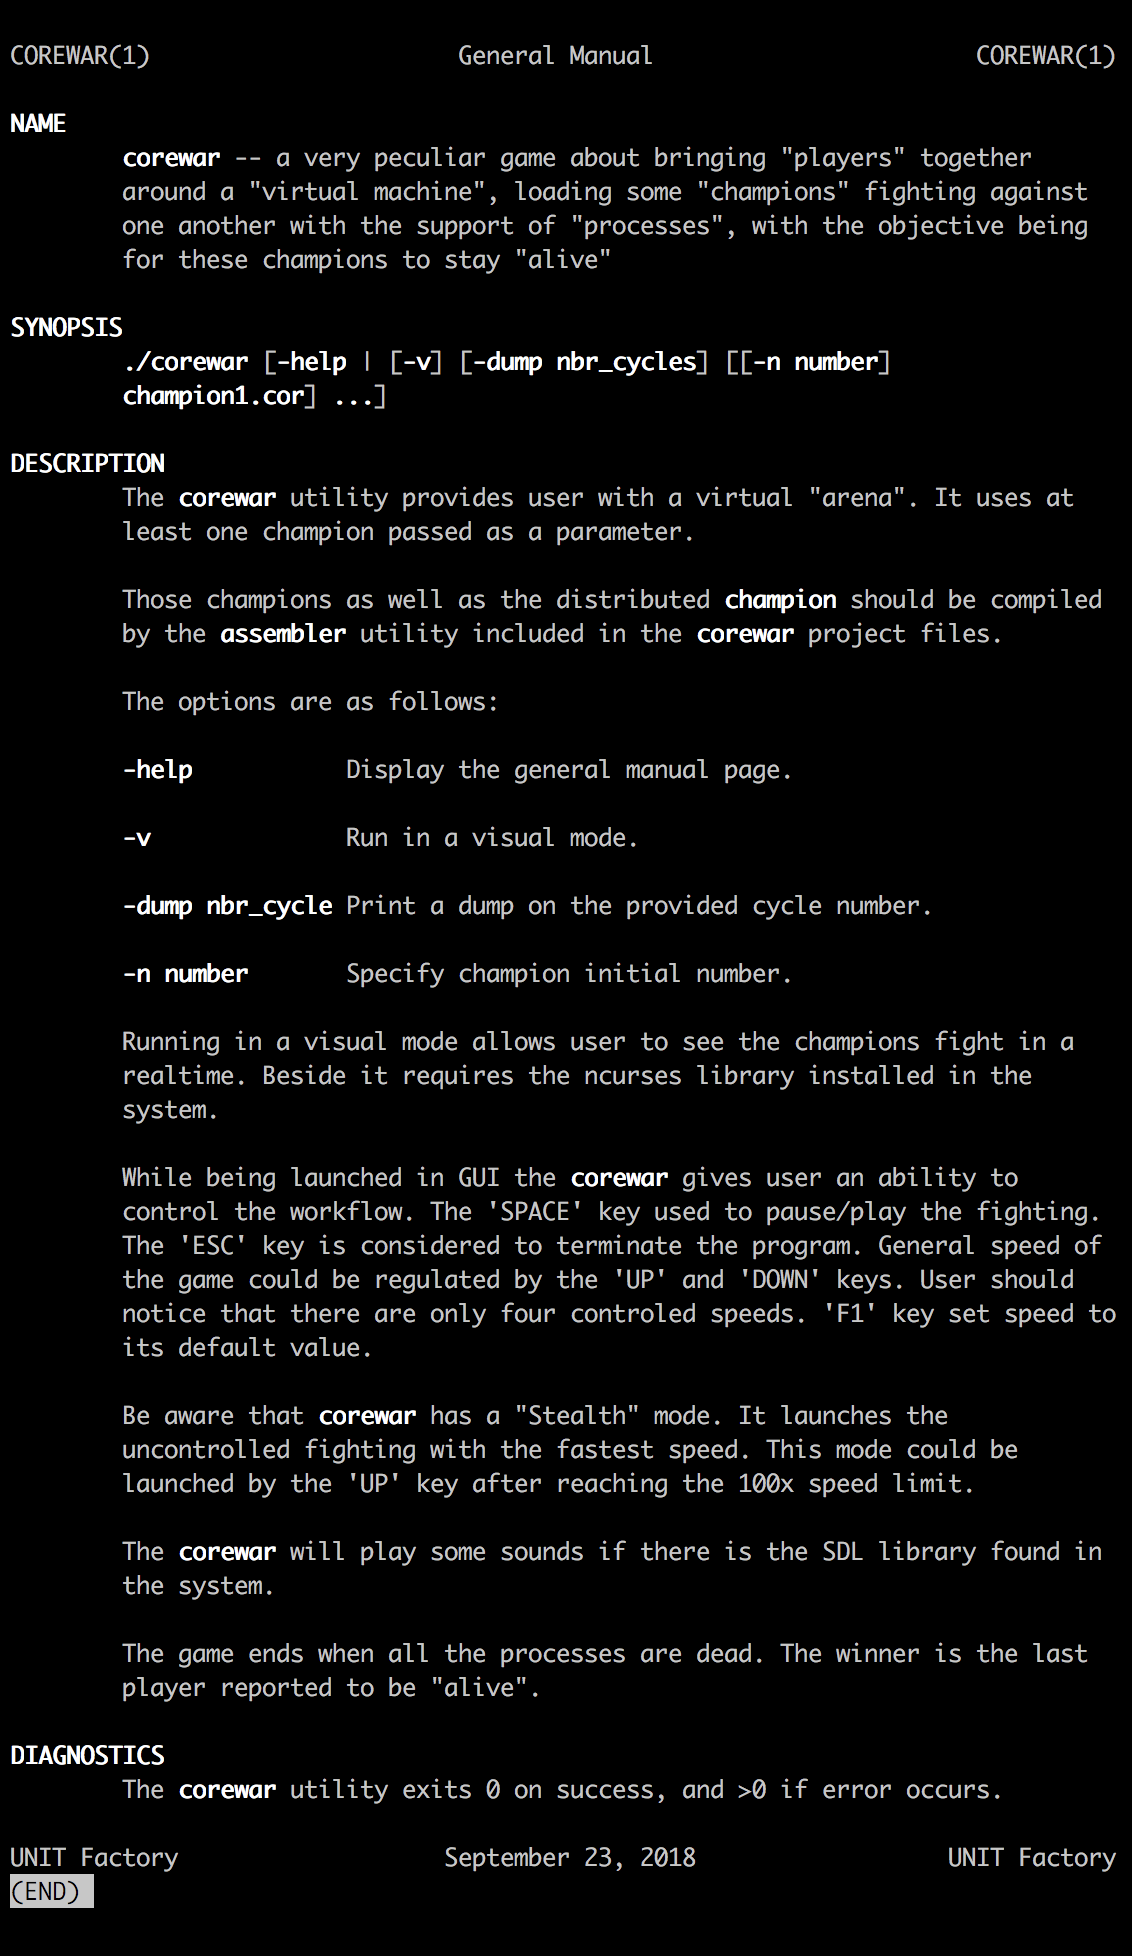 COREWAR(1) General Manual COREWAR(1)
NAME
corewar -- a very peculiar game about bringing "players" together
around a "virtual machine", loading some "champions" fighting against
one another with the support of "processes", with the objective being
for these champions to stay "alive"
SYNOPSIS
./corewar [-help | [-v] [-dump nbr_cycles] [[-n number]
champion1.cor] ...]
DESCRIPTION
The corewar utility provides user with a virtual "arena". It uses at
least one champion passed as a parameter.
Those champions as well as the distributed champion should be compiled
by the assembler utility included in the corewar project files.
The options are as follows:
-help Display the general manual page.
-v Run in a visual mode.
-dump nbr_cycle Print a dump on the provided cycle number.
-n number Specify champion initial number.
Running in a visual mode allows user to see the champions fight in a
realtime. Beside it requires the ncurses library installed in the
system.
While being launched in GUI the corewar gives user an ability to
control the workflow. The 'SPACE' key used to pause/play the fighting.
The 'ESC' key is considered to terminate the program. General speed of
the game could be regulated by the 'UP' and 'DOWN' keys. User should
notice that there are only four controled speeds. 'F1' key set speed to
its default value.
Be aware that corewar has a "Stealth" mode. It launches the
uncontrolled fighting with the fastest speed. This mode could be
launched by the 'UP' key after reaching the 100x speed limit.
The corewar will play some sounds if there is the SDL library found in
the system.
The game ends when all the processes are dead. The winner is the last
player reported to be "alive".
DIAGNOSTICS
The corewar utility exits 0 on success, and >0 if error occurs.
UNIT Factory September 23, 2018 UNIT Factory
(END)